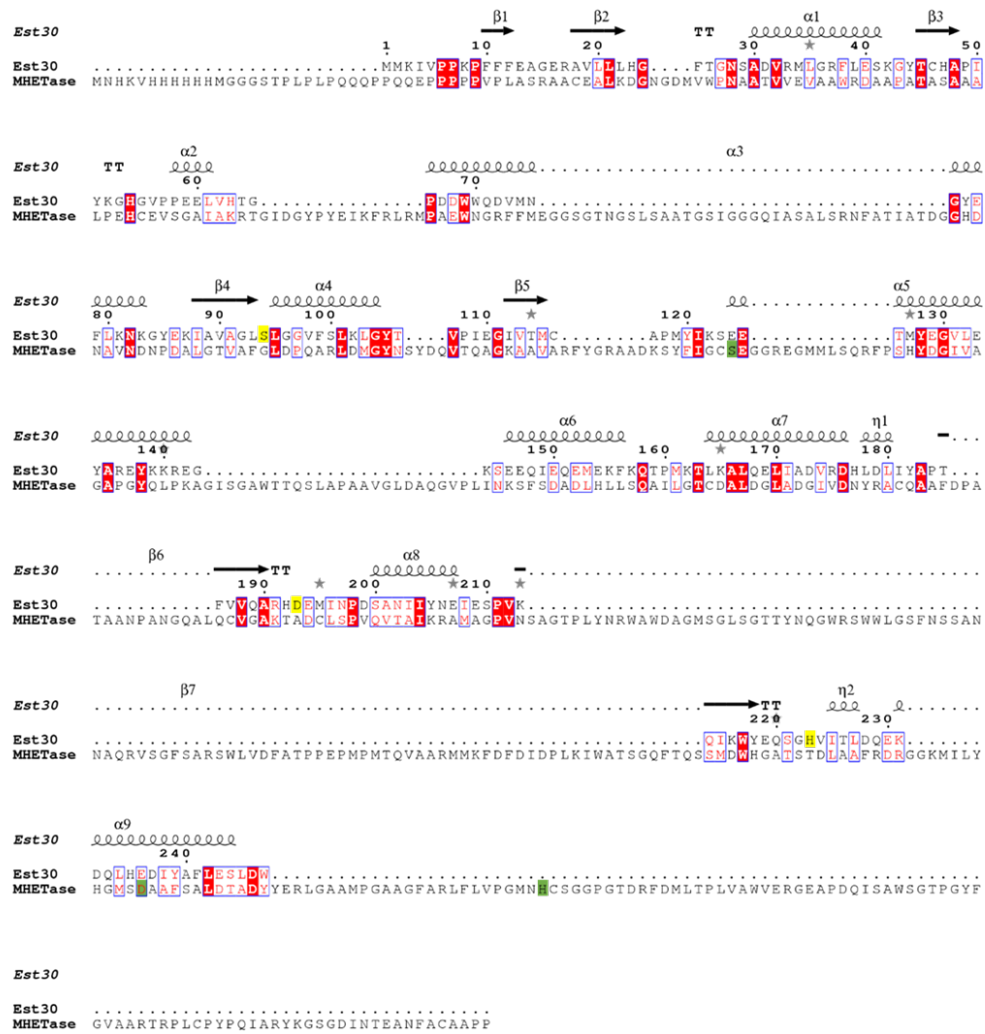 β1 β2 α1 β3
Est30 TT
1 10 20 30 40 50
Est30 ...........................MMKIVPPKPFFFEAGERAVLLLHG....FTGNSADVRMLGRFLESKGYTCHAPI
MHETase MNHKVHHHHHHMGGGSTPLPLPQQQPPQQEPPPPPVPLASRAACEALKDGNGDMVWPNAATVVEVAAWRDAAPATASAAA
α2 α3
Est30 TT
60 70
Est30 YKGHGVPPEELVHTG...............PDDWWQDVMN.....................................GYE
MHETase LPEHCEVSGAIAKRTGIDGYPYEIKFRLRMPAEWNGRFFMEGGSGTNGSLSAATGSIGGGQIASALSRNFATIATDGGHD
β4 α4 β5 α5
Est30
80 90 100 110 120 130
Est30 FLKNKGYEKIAVAGLSLGGVFSLKLGYT....VPIEGIVTMC.........APMYIKSEE.............TMYEGVLE
MHETase NAVNDNPDALGTVAFGLDPQARLDMGYNSYDQVTQAGKAAVARFYGRAADKSYFIGCSEGGREGMMLSQRFPSHYDGIVA
α6 α7 η1
Est30
140 150 160 170 180
Est30 YAREYKKREG..........................KSEEQIEQEMEKFKQTPMKTLKALQELIADVRDHLDLIYAPT...
MHETase GAPGYQLPKAGISGAWTTQSLAPAAVGLDAQGVPLINKSFSDADLHLLSQAILGTCDALDGLADGIVDNYRACQAAFDPA
β6 α8
Est30 TT
190 200 210
Est30 ...........FVVQARHDEMINPDSANIIYNEIESPVK.........................................
MHETase TAANPANGQALQCVGAKTADCLSPVQVTAIKRAMAGPVNSAGTPLYNRWAWDAGMSGLSGTTYNQGWRSWWLGSFNSSAN
β7 η2
Est30 TT
220 230
Est30 .......................................................QIKWYEQSGHVITLDQEK.......
MHETase NAQRVSGFSARSWLVDFATPPEPMPMTQVAARMMKFDFDIDPLKIWATSGQFTQSSMDWHGATSTDLAAFRDRGGKMILY
α9
Est30
240
Est30 DQLHEDIYAFLESLDW................................................................
MHETase HGMSDAAFSALDTADYYERLGAAMPGAAGFARLFLVPGMNHCSGGPGTDRFDMLTPLVAWVERGEAPDQISAWSGTPGYF
Est30
Est30 ....................................
MHETase GVAARTRPLCPYPQIARYKGSGDINTEANFACAAPP